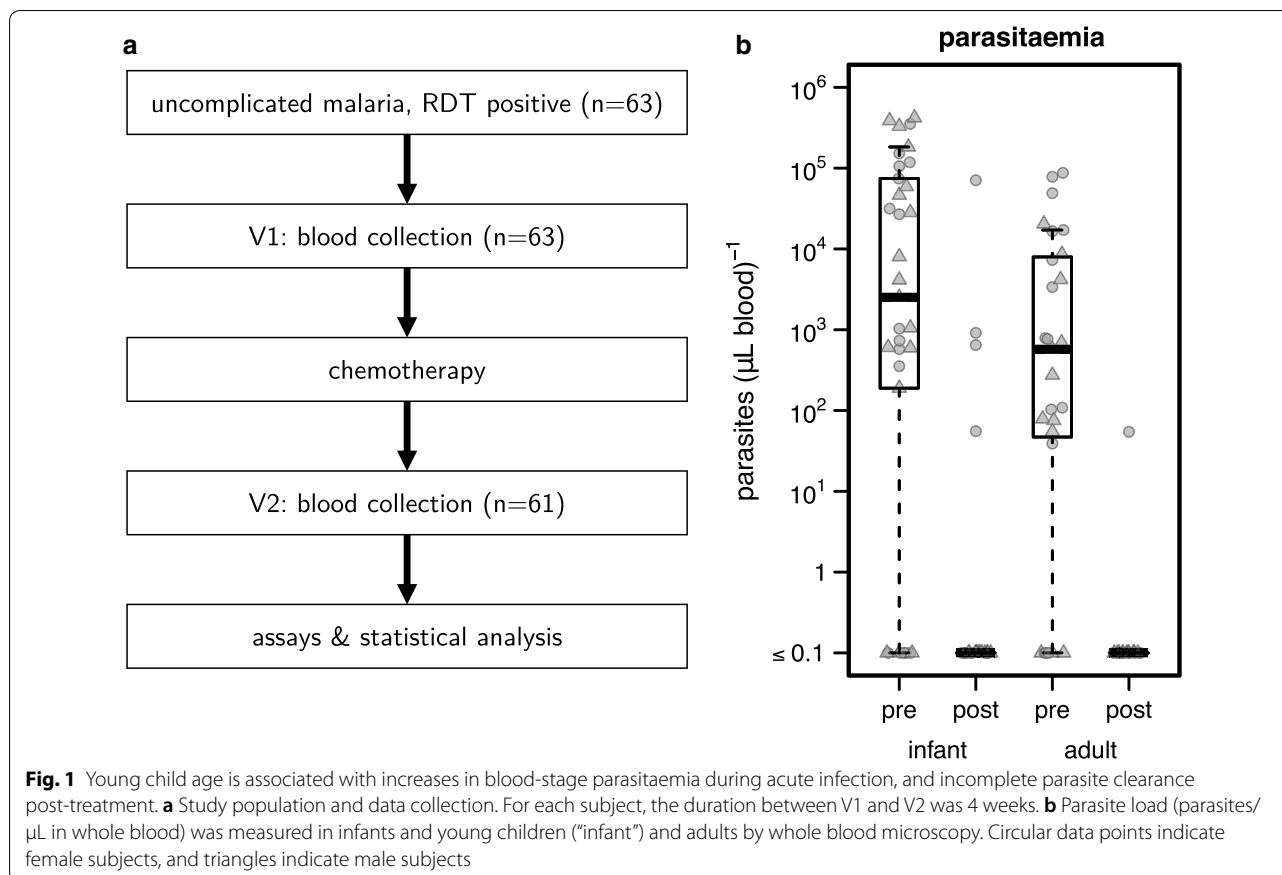 a
uncomplicated malaria, RDT positive (n=63)
V1: blood collection (n=63)
chemotherapy
V2: blood collection (n=61)
assays & statistical analysis
b
parasitaemia
parasites (µL blood)⁻¹
10⁶
10⁵
10⁴
10³
10²
10¹
1
≤ 0.1
pre post pre post
infant adult
Fig. 1 Young child age is associated with increases in blood-stage parasitaemia during acute infection, and incomplete parasite clearance
post-treatment. a Study population and data collection. For each subject, the duration between V1 and V2 was 4 weeks. b Parasite load (parasites/
µL in whole blood) was measured in infants and young children (“infant”) and adults by whole blood microscopy. Circular data points indicate
female subjects, and triangles indicate male subjects